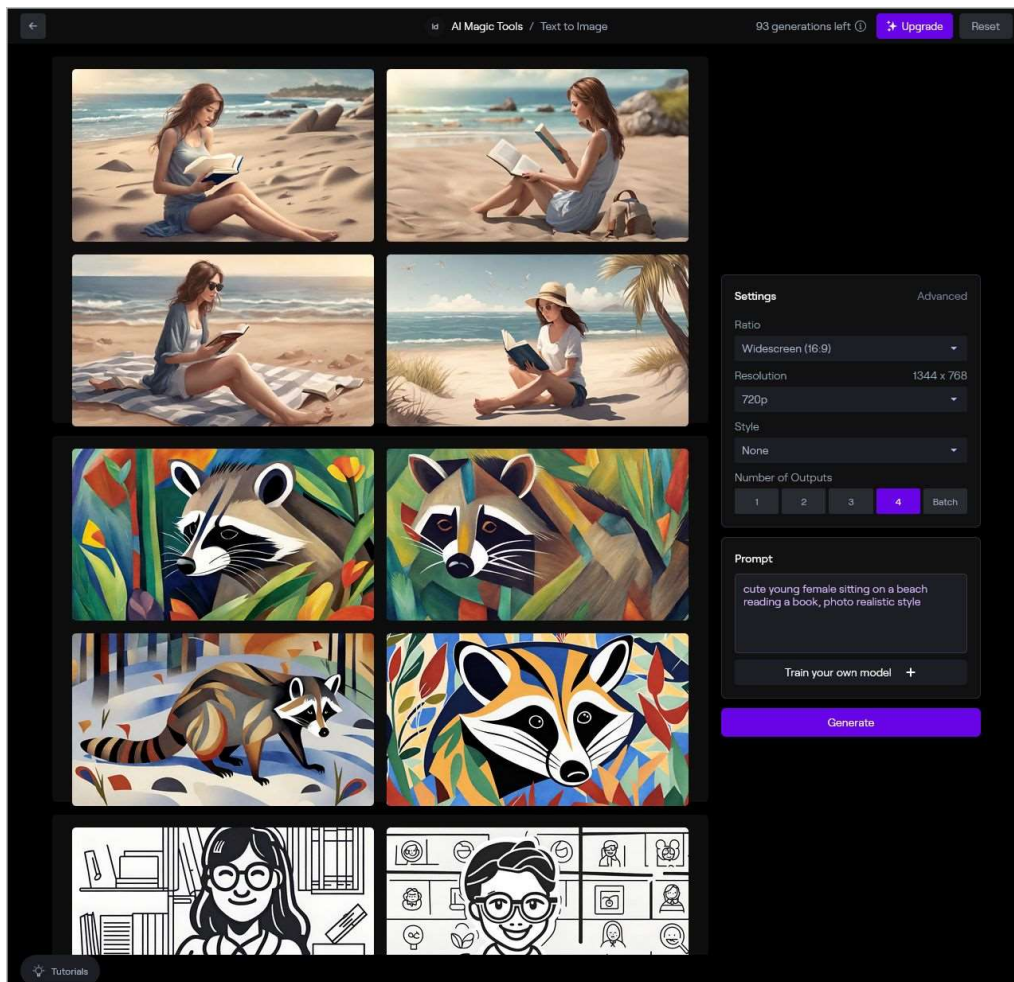 Id AI Magic Tools / Text to Image
93 generations left
Upgrade
Reset
Settings
Advanced
Ratio
Widescreen (16:9)
Resolution
1344 x 768
720p
Style
None
Number of Outputs
1 2 3 4 Batch
Prompt
cute young female sitting on a beach
reading a book, photo realistic style
Train your own model +
Generate
Tutorials